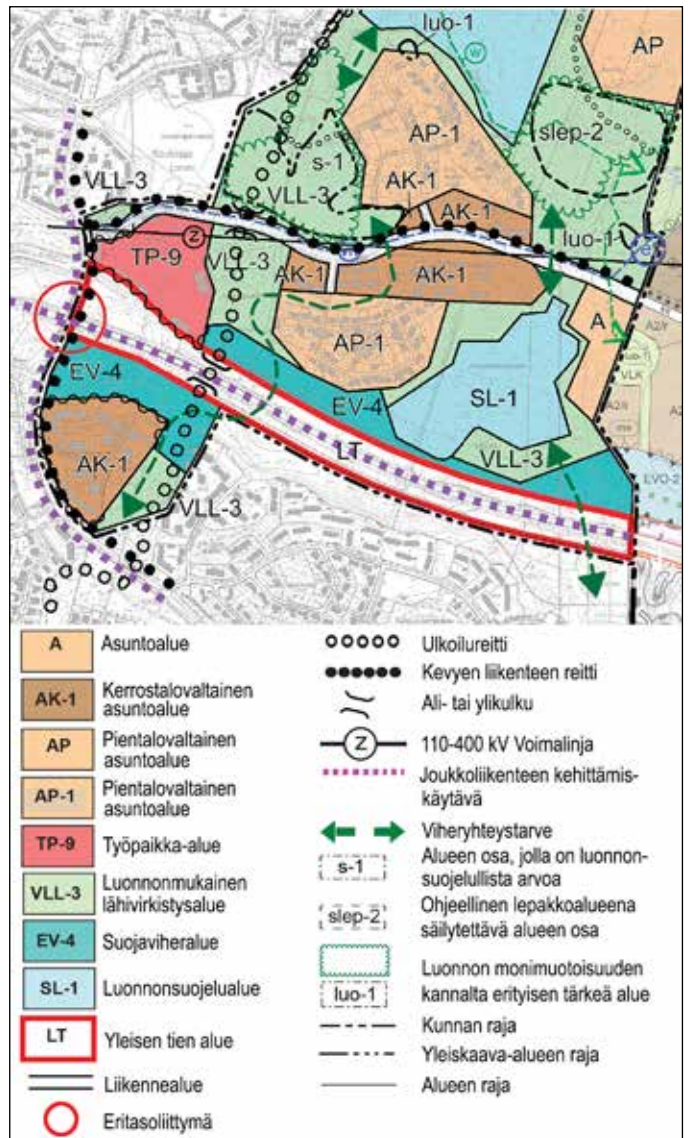 luo-1
w
AP
AP-1
slep-2
s-1
VLL-3
VLL-3
AK-1
AK-1
luo-1
Z
VLL-3
TP-9
AK-1
AK-1
A
AP-1
EV-4
EV-4
SL-1
LT
VLL-3
AK-1
VLL-3
A2/r
VLK
A2/r
EVO-2
A Asuntoalue
AK-1 Kerrostalovaltainen
asuntoalue
AP Pientalovaltainen
asuntoalue
AP-1 Pientalovaltainen
asuntoalue
TP-9 Työpaikka-alue
VLL-3 Luonnonmukainen
lähivirkistysalue
EV-4 Suojaviheralue
SL-1 Luonnonsuojelualue
LT Yleisen tien alue
Liikennealue
Eritasoliittymä
Ulkoilureitti
Kevyen liikenteen reitti
Ali- tai ylikulku
Z 110-400 kV Voimalinja
Joukkoliikenteen kehittämis-
käytävä
Viheryhteystarve
s-1 Alueen osa, jolla on luonnon-
suojelullista arvoa
slep-2 Ohjeellinen lepakkoalueena
säilytettävä alueen osa
Luonnon monimuotoisuuden
luo-1 kannalta erityisen tärkeä alue
Kunnan raja
Yleiskaava-alueen raja
Alueen raja